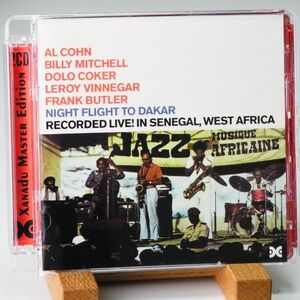 2CD
XANADU MASTER EDITION
AL COHN
BILLY MITCHELL
DOLO COKER
LEROY VINNEGAR
FRANK BUTLER
NIGHT FLIGHT TO DAKAR
RECORDED LIVE! IN SENEGAL, WEST AFRICA
JAZZ
MUSIQUE
AFRICAINE